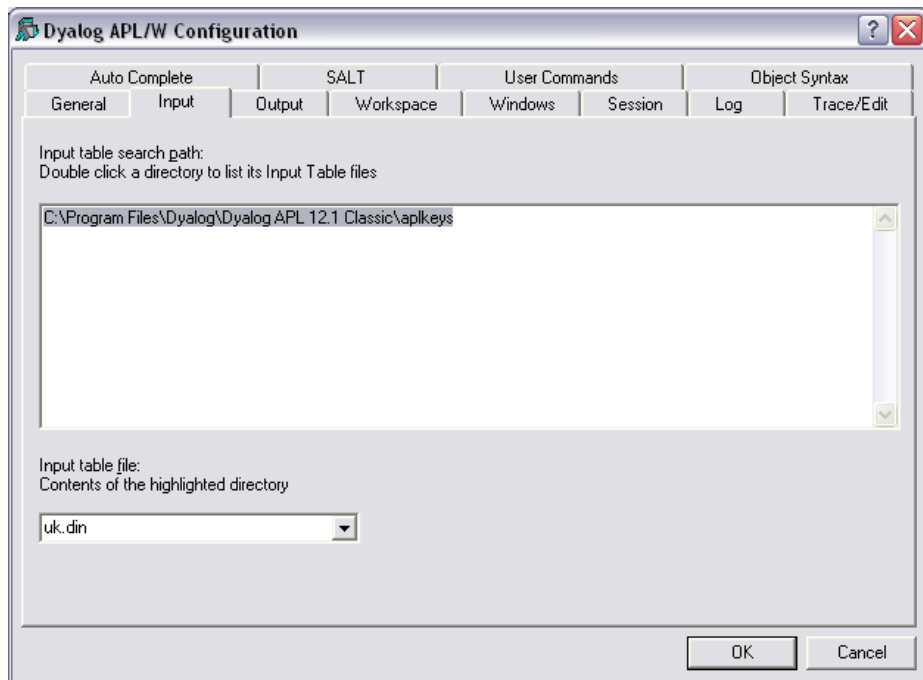 Dyalog APL/W Configuration
Auto Complete SALT User Commands Object Syntax
General Input Output Workspace Windows Session Log Trace/Edit
Input table search path:
Double click a directory to list its Input Table files
C:\Program Files\Dyalog\Dyalog APL 12.1 Classic\aplkeys
Input table file:
Contents of the highlighted directory
uk.din
OK Cancel